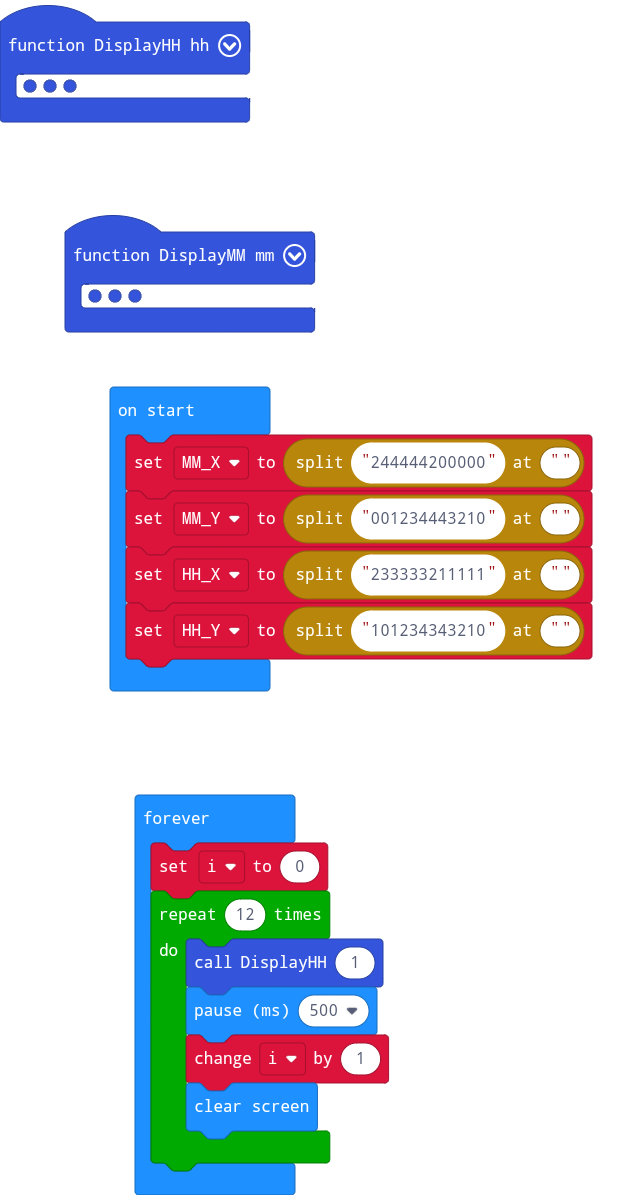 function DisplayHH hh
function DisplayMM mm
on start
set MM_X to split "244444200000" at ""
set MM_Y to split "001234443210" at ""
set HH_X to split "233333211111" at ""
set HH_Y to split "101234343210" at ""
forever
set i to 0
repeat 12 times
do
call DisplayHH 1
pause (ms) 500
change i by 1
clear screen